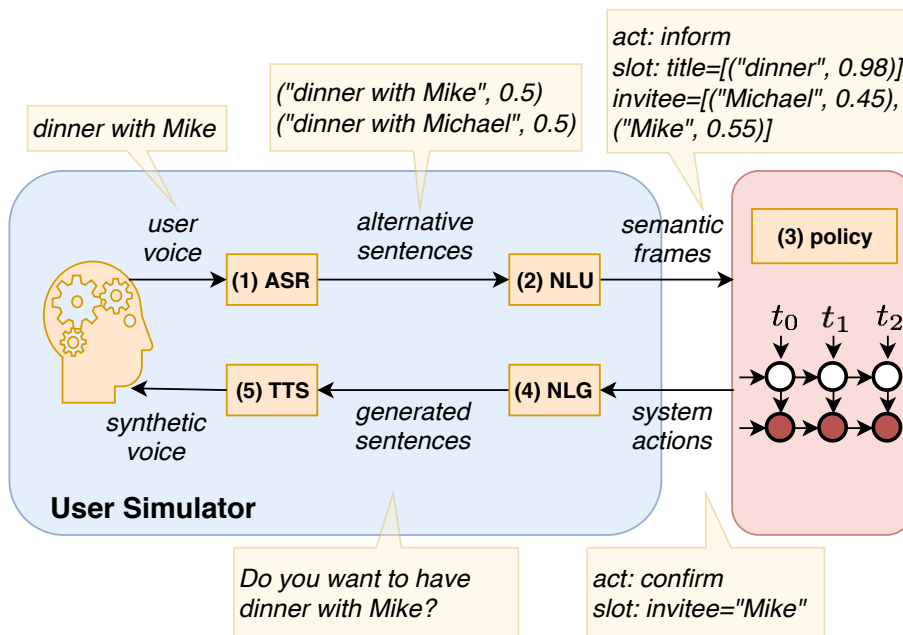 act: inform
slot: title=[("dinner", 0.98)]
invitee=[("Michael", 0.45),
("Mike", 0.55)]
("dinner with Mike", 0.5)
("dinner with Michael", 0.5)
dinner with Mike
user
voice
alternative
sentences
semantic
frames
(3) policy
(1) ASR
(2) NLU
t0
t1
t2
(5) TTS
(4) NLG
synthetic
voice
generated
sentences
system
actions
User Simulator
Do you want to have
dinner with Mike?
act: confirm
slot: invitee="Mike"